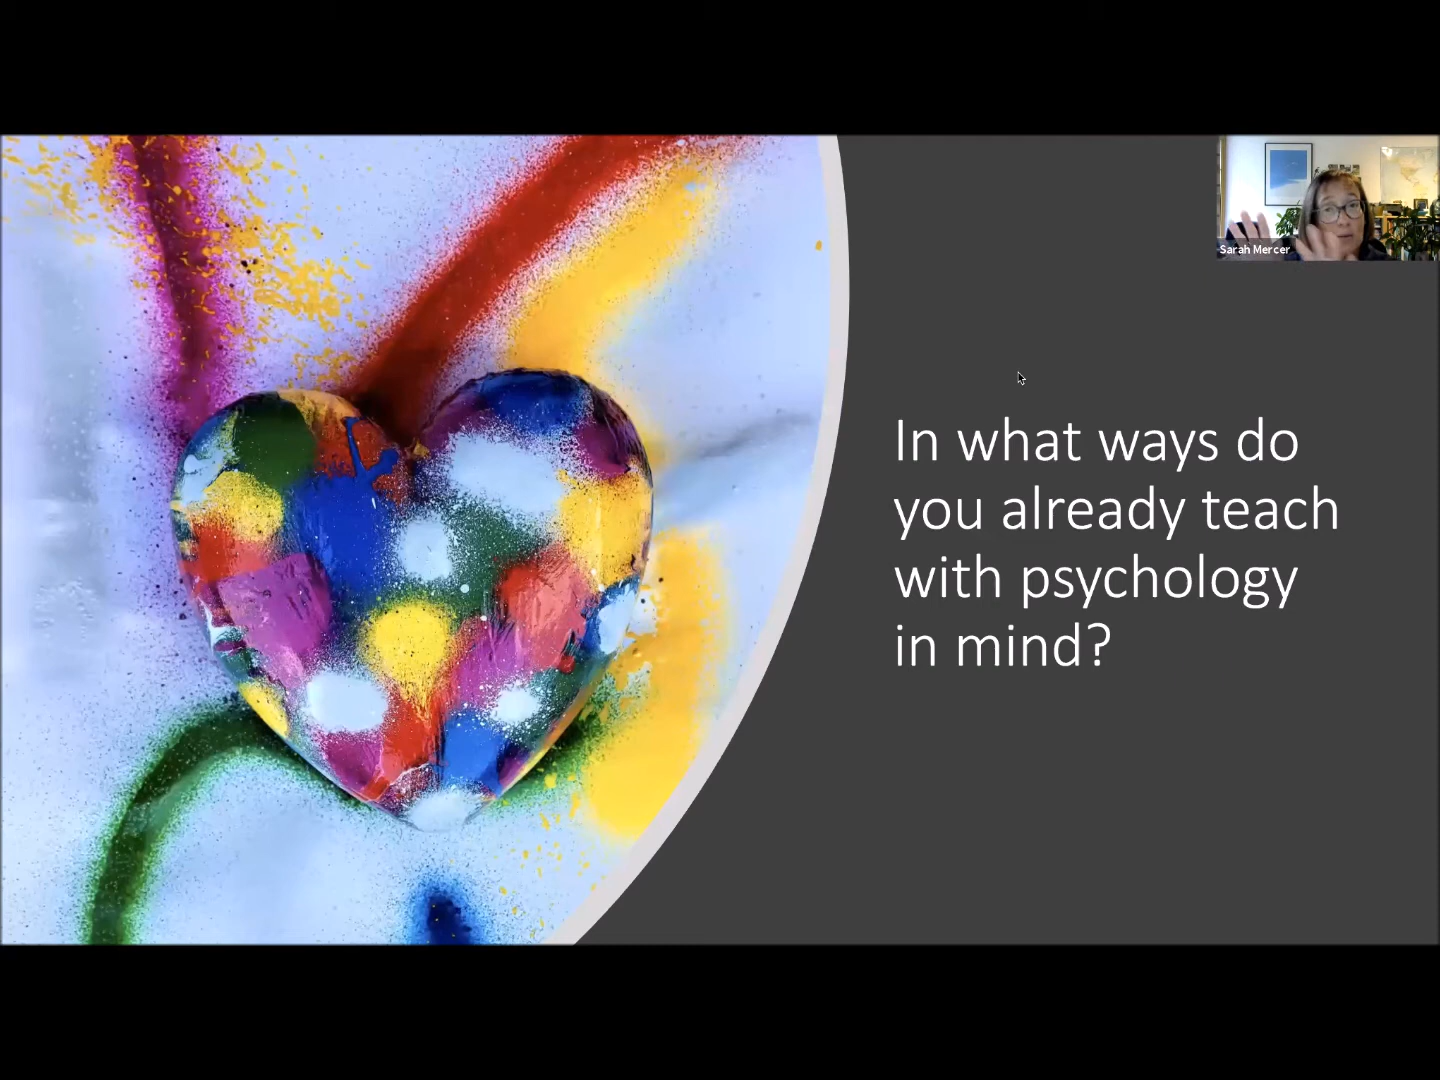 Sarah Mercer
In what ways do
you already teach
with psychology
in mind?